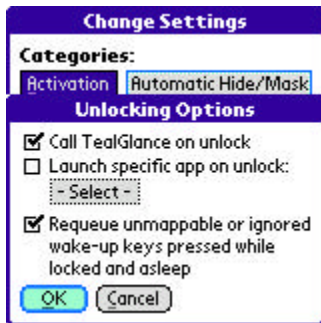 Change Settings
Categories:
Activation Automatic Hide/Mask
Unlocking Options
Call TealGlance on unlock
Launch specific app on unlock:
- Select -
Requeue unmappable or ignored
wake-up keys pressed while
locked and asleep
OK Cancel